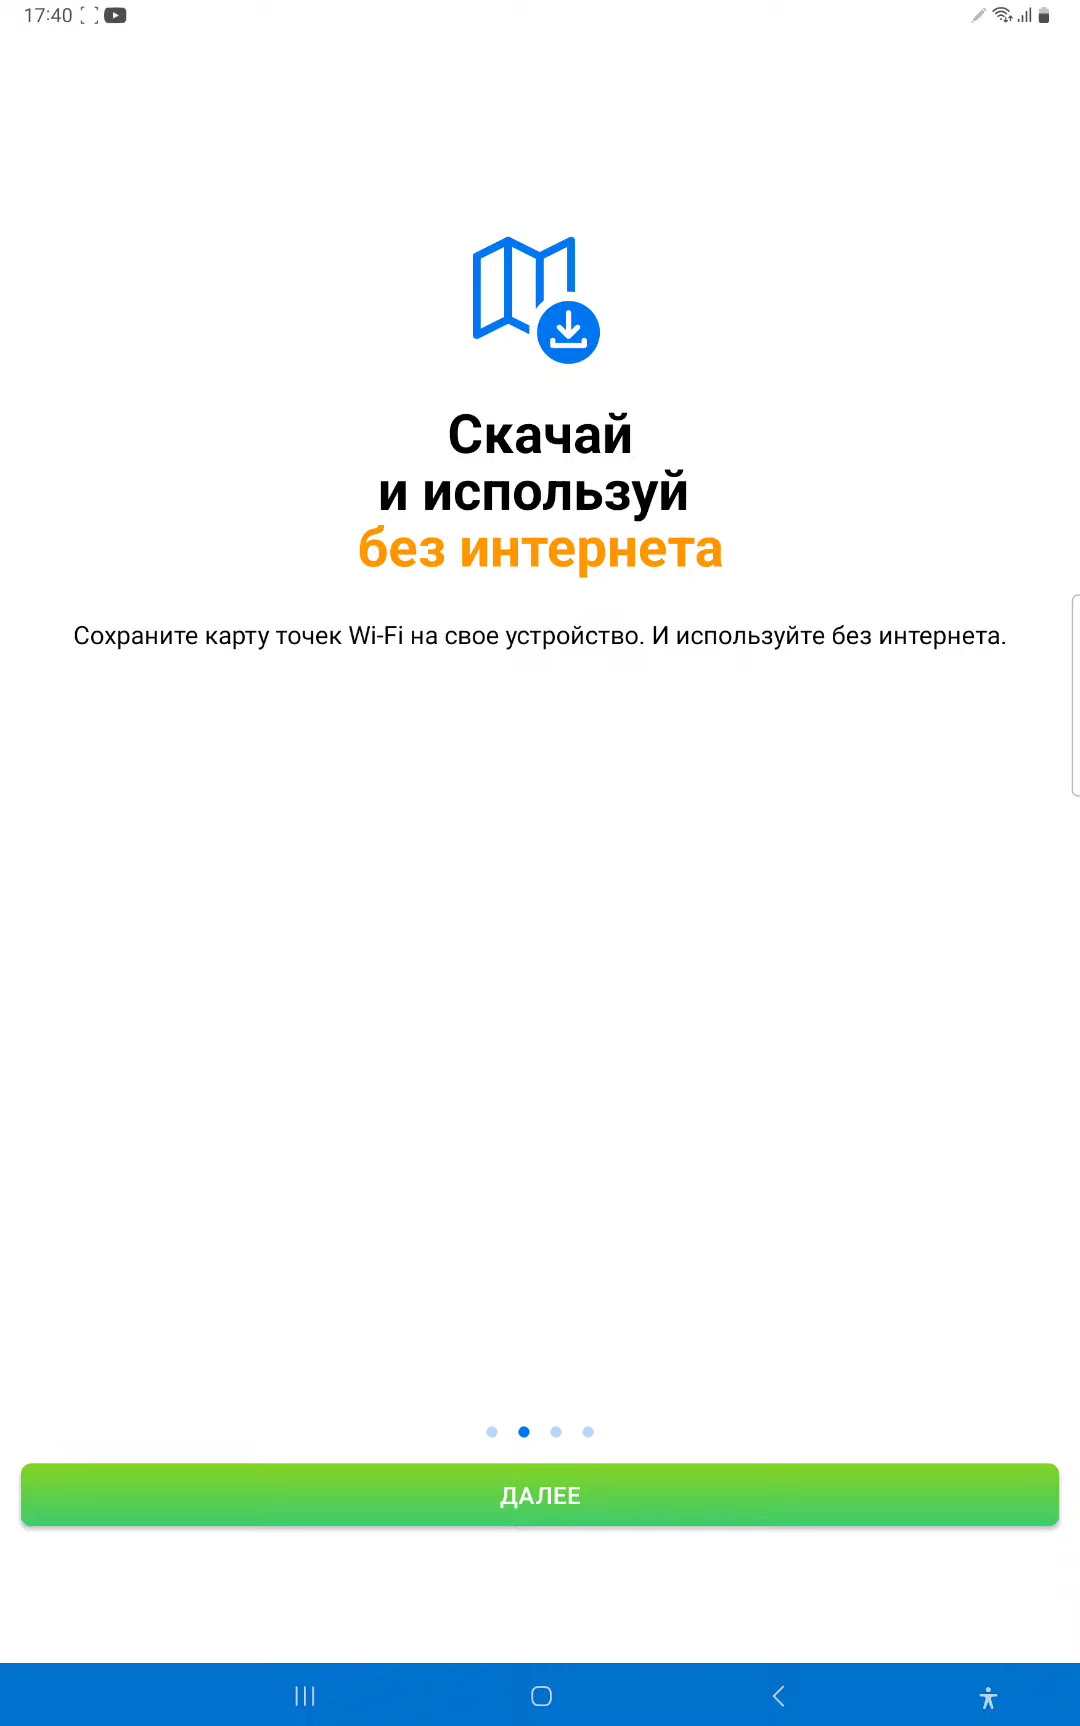 17:40
Скачай
и используй
без интернета
Сохраните карту точек Wi-Fi на свое устройство. И используйте без интернета.
ДАЛЕЕ